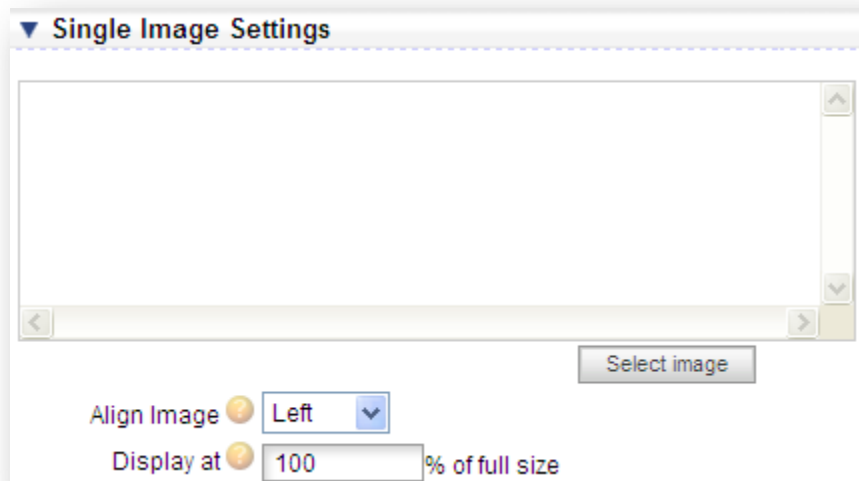 Single Image Settings
Select image
Align Image ? Left
Display at ? 100 % of full size